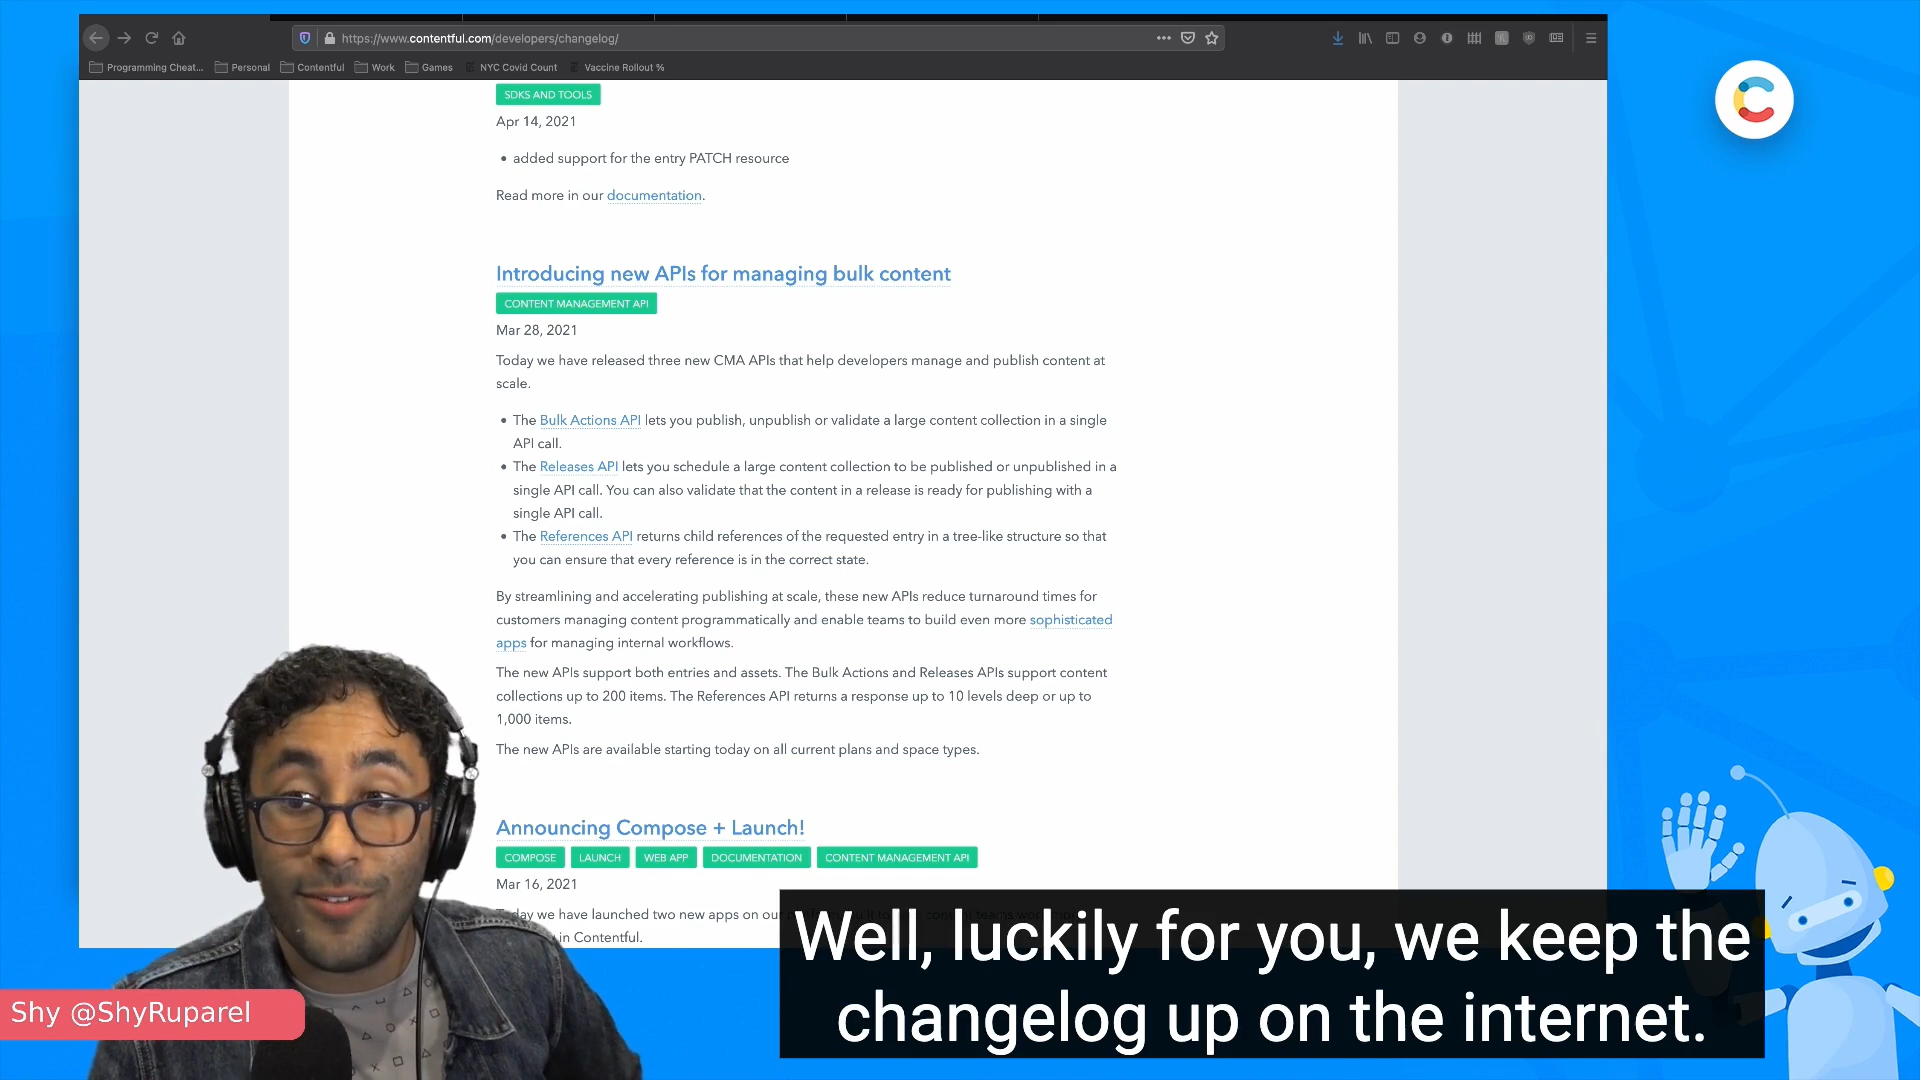 https://www.contentful.com/developers/changelog/
Programming Cheat...
Personal
Contentful
Work
Games
NYC Covid Count
Vaccine Rollout %
SDKS AND TOOLS
Apr 14, 2021
• added support for the entry PATCH resource
Read more in our documentation.
Introducing new APIs for managing bulk content
CONTENT MANAGEMENT API
Mar 28, 2021
Today we have released three new CMA APIs that help developers manage and publish content at
scale.
• The Bulk Actions API lets you publish, unpublish or validate a large content collection in a single
API call.
• The Releases API lets you schedule a large content collection to be published or unpublished in a
single API call. You can also validate that the content in a release is ready for publishing with a
single API call.
• The References API returns child references of the requested entry in a tree-like structure so that
you can ensure that every reference is in the correct state.
By streamlining and accelerating publishing at scale, these new APIs reduce turnaround times for
customers managing content programmatically and enable teams to build even more sophisticated
apps for managing internal workflows.
The new APIs support both entries and assets. The Bulk Actions and Releases APIs support content
collections up to 200 items. The References API returns a response up to 10 levels deep or up to
1,000 items.
The new APIs are available starting today on all current plans and space types.
Announcing Compose + Launch!
COMPOSE
LAUNCH
WEB APP
DOCUMENTATION
CONTENT MANAGEMENT API
Mar 16, 2021
we have launched two new apps on our
in Contentful.
Well, luckily for you, we keep the
changelog up on the internet.
Shy @ShyRuparel